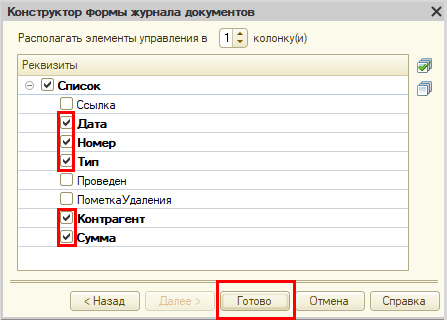 Конструктор формы журнала документов
Располагать элементы управления в 1 колонку(и)
Реквизиты
Список
Ссылка
Дата
Номер
Тип
Проведен
ПометкаУдаления
Контрагент
Сумма
< Назад Далее > Готово Отмена Справка